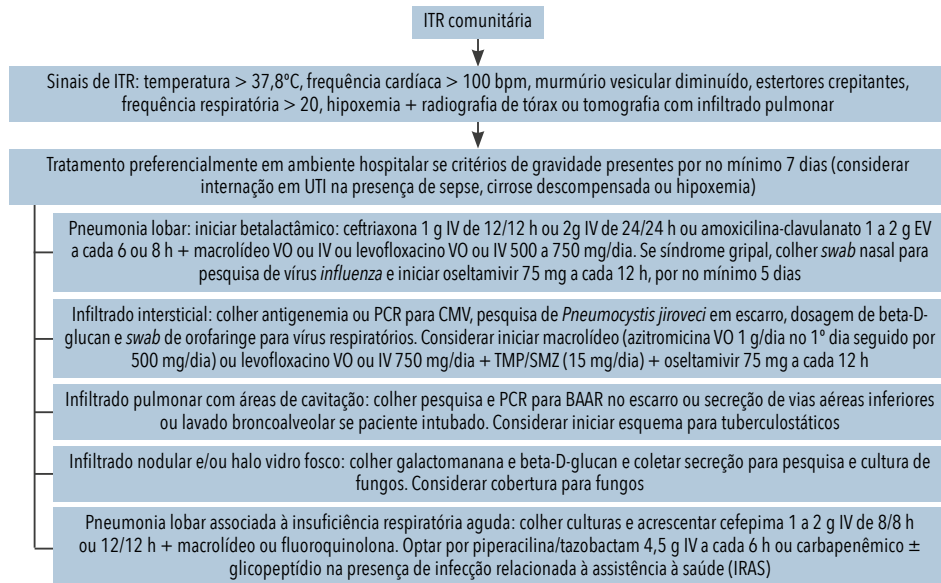 ITR comunitária
Sinais de ITR: temperatura > 37,8ºC, frequência cardíaca > 100 bpm, murmúrio vesicular diminuído, estertores crepitantes,
frequência respiratória > 20, hipoxemia + radiografia de tórax ou tomografia com infiltrado pulmonar
Tratamento preferencialmente em ambiente hospitalar se critérios de gravidade presentes por no mínimo 7 dias (considerar
internação em UTI na presença de sepse, cirrose descompensada ou hipoxemia)
Pneumonia lobar: iniciar betalactâmico: ceftriaxona 1 g IV de 12/12 h ou 2g IV de 24/24 h ou amoxicilina-clavulanato 1 a 2 g EV
a cada 6 ou 8 h + macrolídeo VO ou IV ou levofloxacino VO ou IV 500 a 750 mg/dia. Se síndrome gripal, colher swab nasal para
pesquisa de vírus influenza e iniciar oseltamivir 75 mg a cada 12 h, por no mínimo 5 dias
Infiltrado intersticial: colher antigenemia ou PCR para CMV, pesquisa de Pneumocystis jiroveci em escarro, dosagem de beta-D-
glucan e swab de orofaringe para vírus respiratórios. Considerar iniciar macrolídeo (azitromicina VO 1 g/dia no 1º dia seguido por
500 mg/dia) ou levofloxacino VO ou IV 750 mg/dia + TMP/SMZ (15 mg/dia) + oseltamivir 75 mg a cada 12 h
Infiltrado pulmonar com áreas de cavitação: colher pesquisa e PCR para BAAR no escarro ou secreção de vias aéreas inferiores
ou lavado broncoalveolar se paciente intubado. Considerar iniciar esquema para tuberculostáticos
Infiltrado nodular e/ou halo vidro fosco: colher galactomanana e beta-D-glucan e coletar secreção para pesquisa e cultura de
fungos. Considerar cobertura para fungos
Pneumonia lobar associada à insuficiência respiratória aguda: colher culturas e acrescentar cefepima 1 a 2 g IV de 8/8 h
ou 12/12 h + macrolídeo ou fluoroquinolona. Optar por piperacilina/tazobactam 4,5 g IV a cada 6 h ou carbapenêmico ±
glicopeptídio na presença de infecção relacionada à assistência à saúde (IRAS)